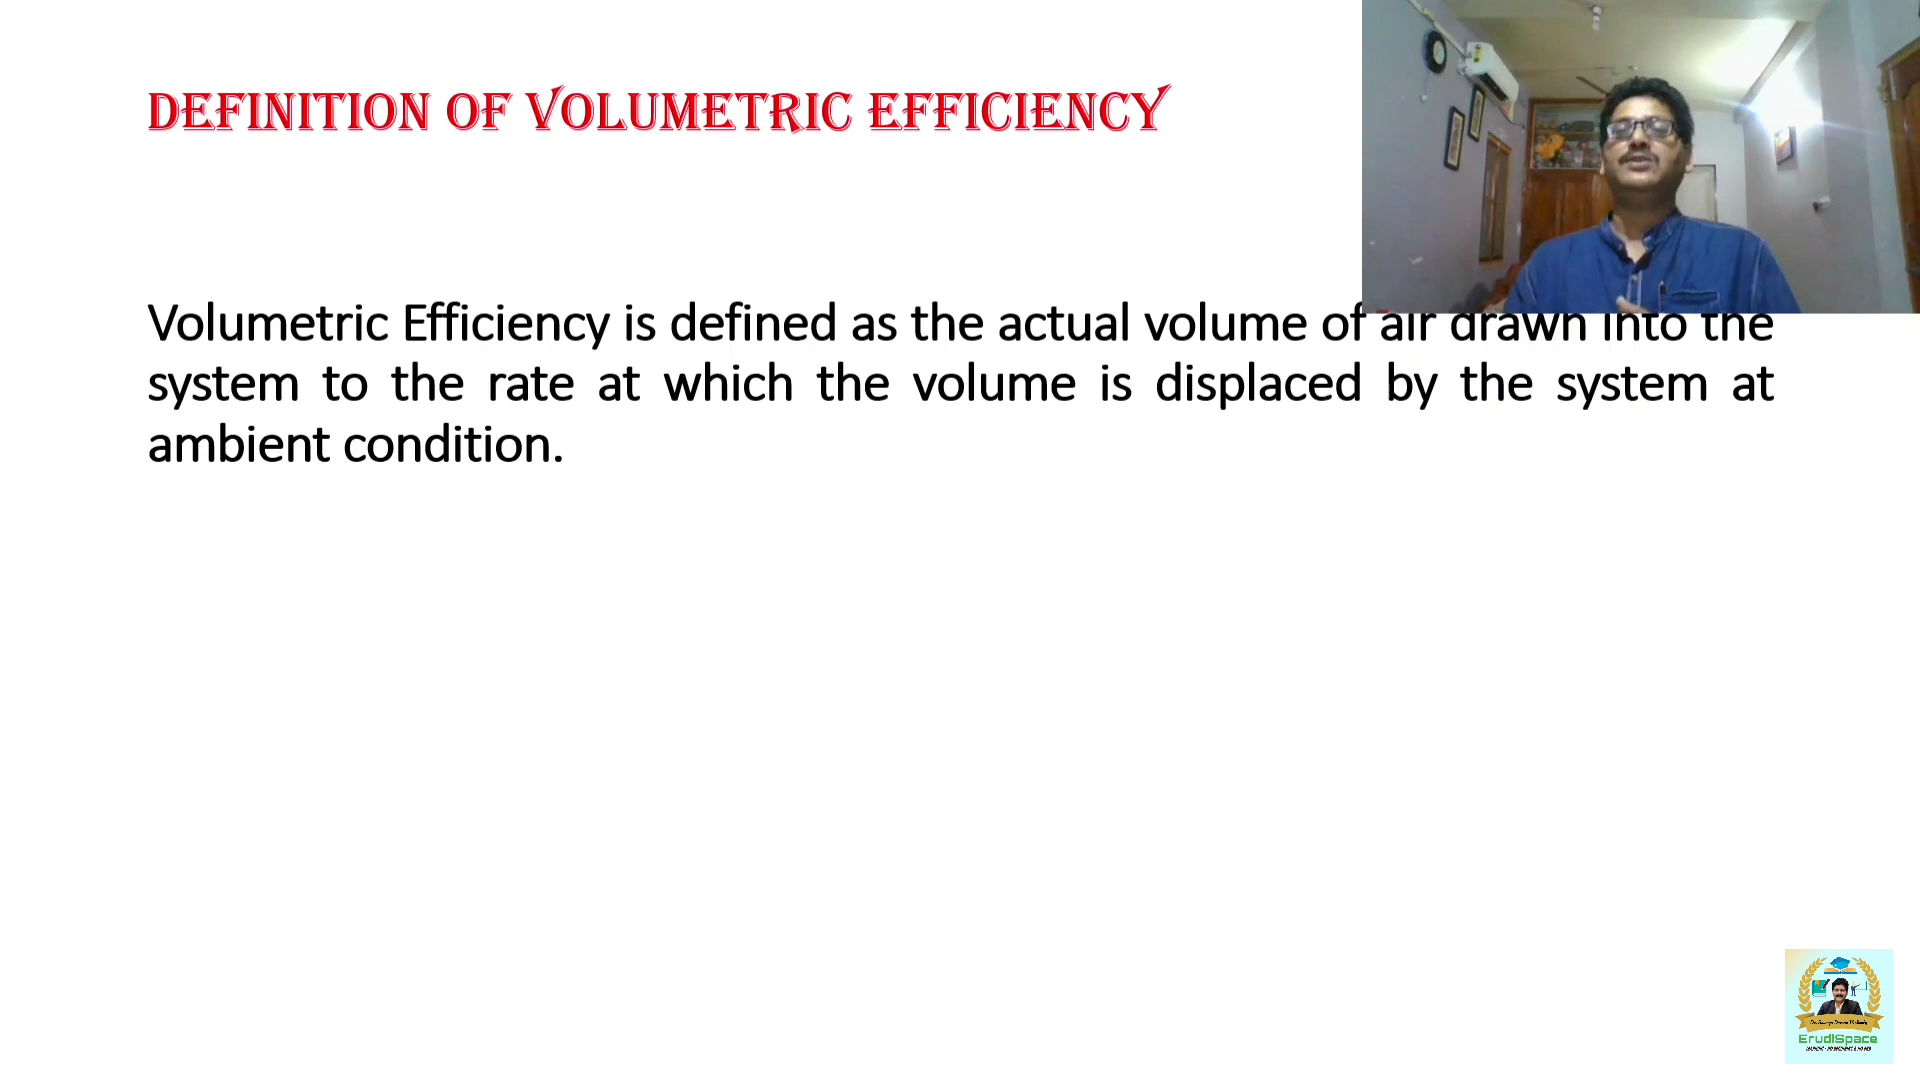 DEFINITION OF VOLUMETRIC EFFICIENCY
Volumetric Efficiency is defined as the actual volume of air drawn into the
system to the rate at which the volume is displaced by the system at
ambient condition.
ErudiSpace